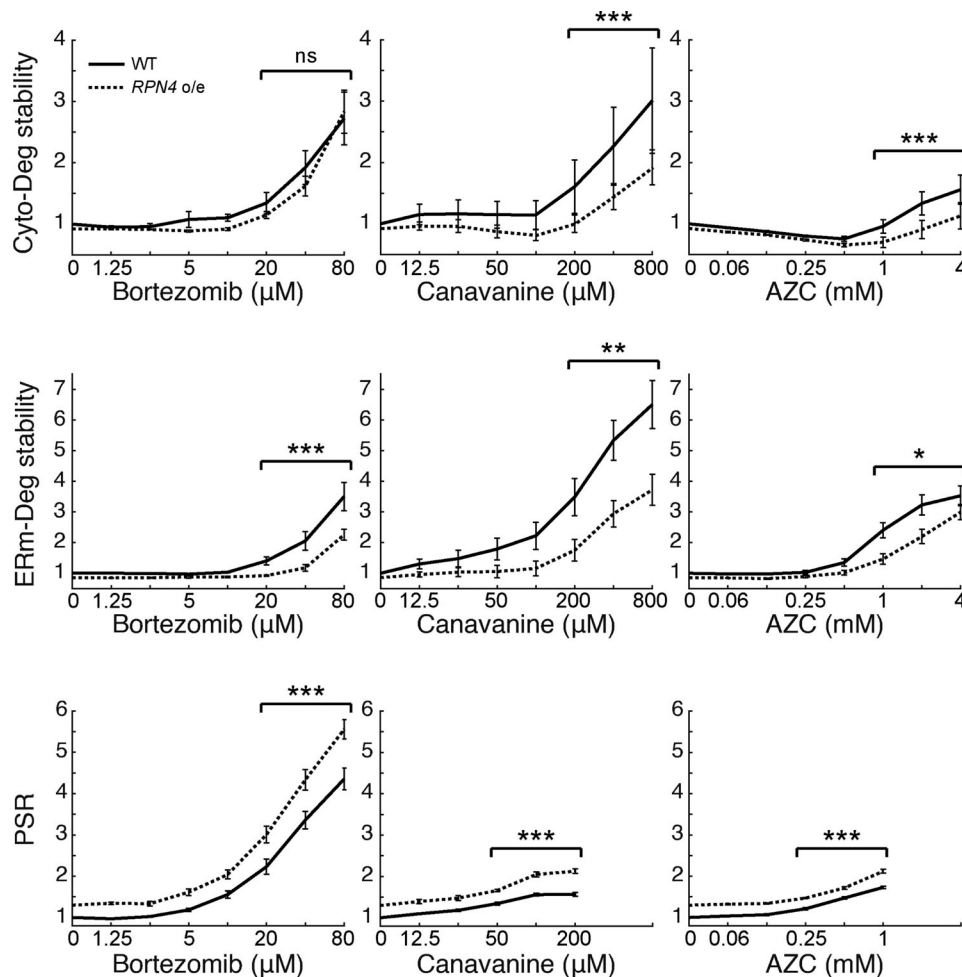 ns
***
***
WT
RPN4 o/e
Cyto-Deg stability
4
3
2
1
0 1.25 5 20 80
Bortezomib (µM)
4
3
2
1
0 12.5 50 200 800
Canavanine (µM)
4
3
2
1
0 0.06 0.25 1 4
AZC (mM)
***
**
*
ERm-Deg stability
7
6
5
4
3
2
1
0 1.25 5 20 80
Bortezomib (µM)
7
6
5
4
3
2
1
0 12.5 50 200 800
Canavanine (µM)
7
6
5
4
3
2
1
0 0.06 0.25 1 4
AZC (mM)
***
***
***
PSR
6
5
4
3
2
1
0 1.25 5 20 80
Bortezomib (µM)
6
5
4
3
2
1
0 12.5 50 200
Canavanine (µM)
6
5
4
3
2
1
0 0.06 0.25 1
AZC (mM)